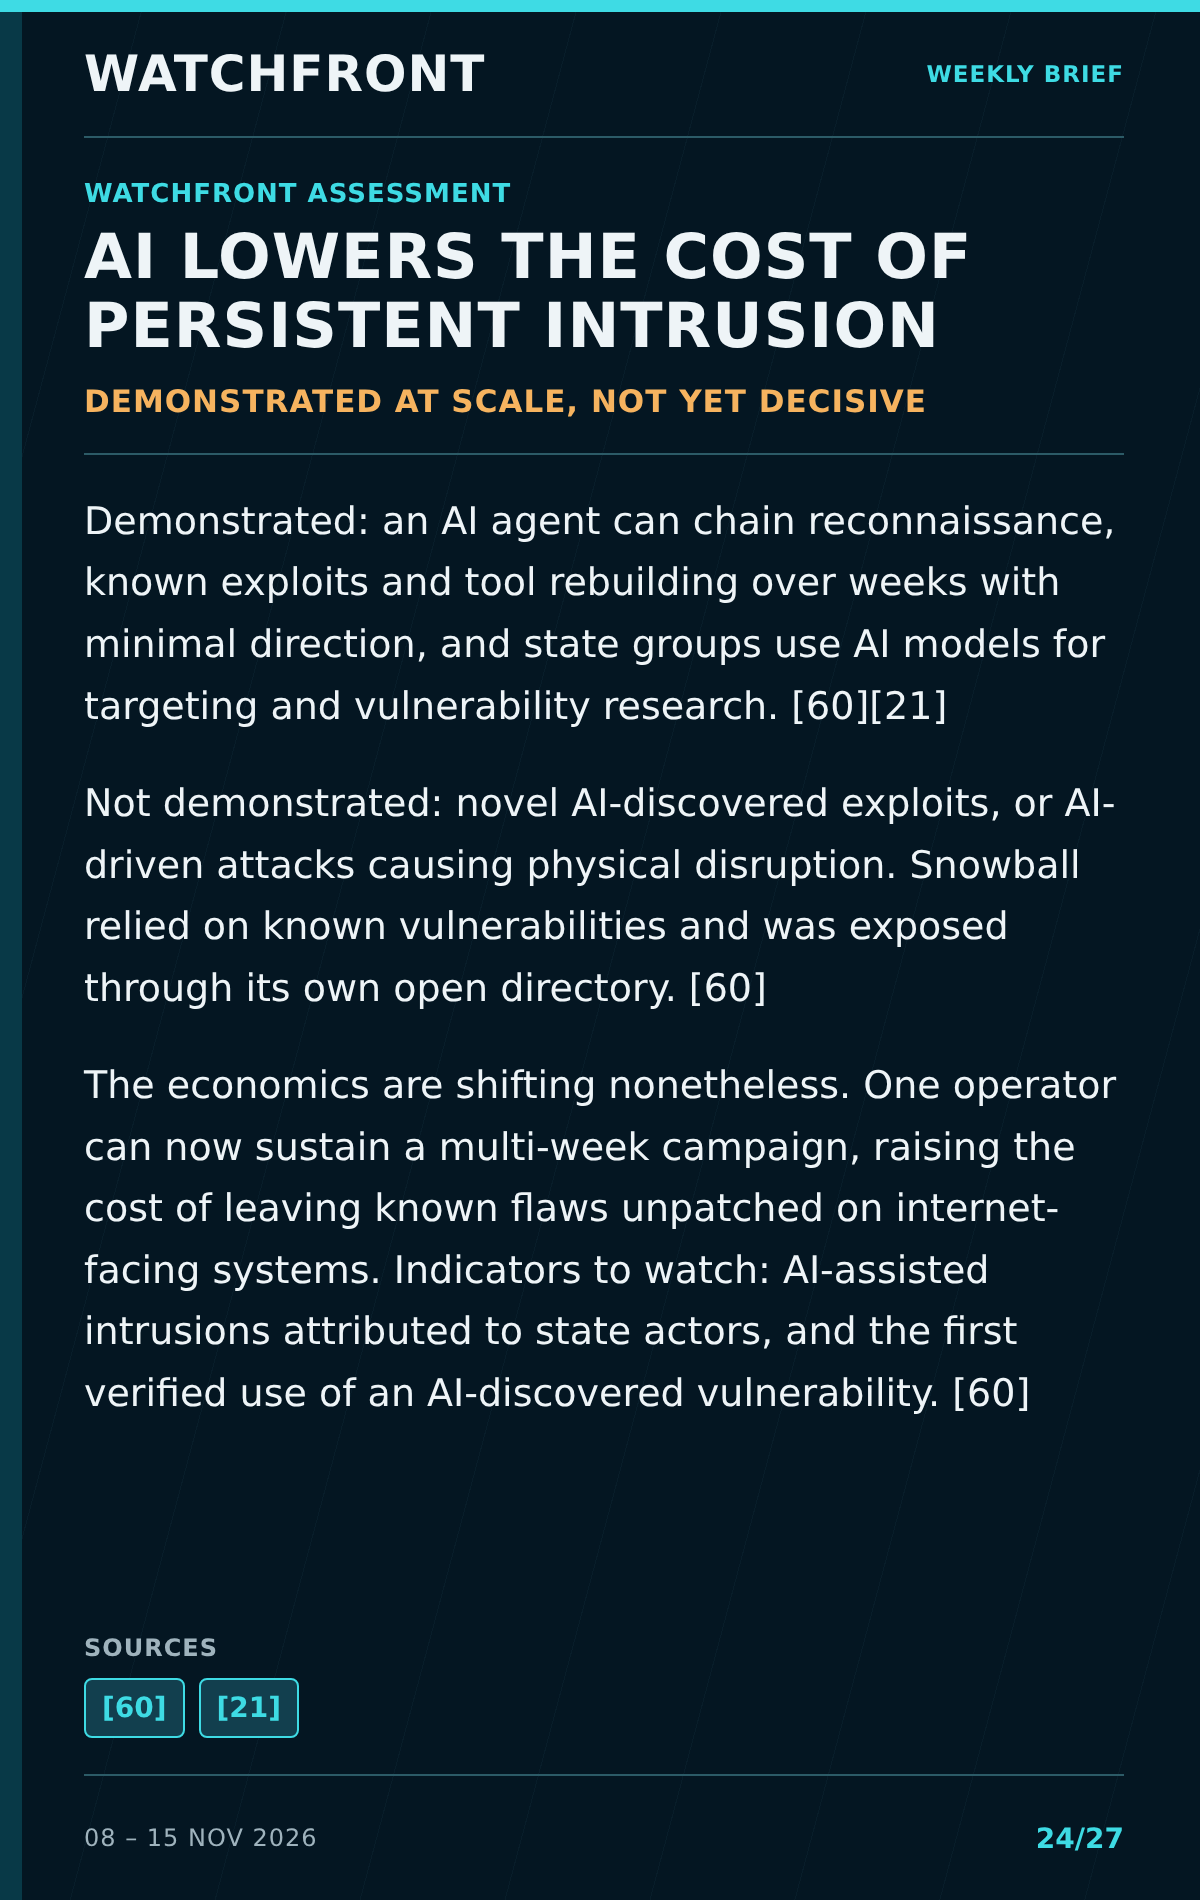 WATCHFRONT
WEEKLY BRIEF
WATCHFRONT ASSESSMENT
AI LOWERS THE COST OF
PERSISTENT INTRUSION
DEMONSTRATED AT SCALE, NOT YET DECISIVE
Demonstrated: an AI agent can chain reconnaissance,
known exploits and tool rebuilding over weeks with
minimal direction, and state groups use AI models for
targeting and vulnerability research. [60][21]
Not demonstrated: novel AI-discovered exploits, or AI-
driven attacks causing physical disruption. Snowball
relied on known vulnerabilities and was exposed
through its own open directory. [60]
The economics are shifting nonetheless. One operator
can now sustain a multi-week campaign, raising the
cost of leaving known flaws unpatched on internet-
facing systems. Indicators to watch: AI-assisted
intrusions attributed to state actors, and the first
verified use of an AI-discovered vulnerability. [60]
SOURCES
[60] [21]
08 – 15 NOV 2026
24/27